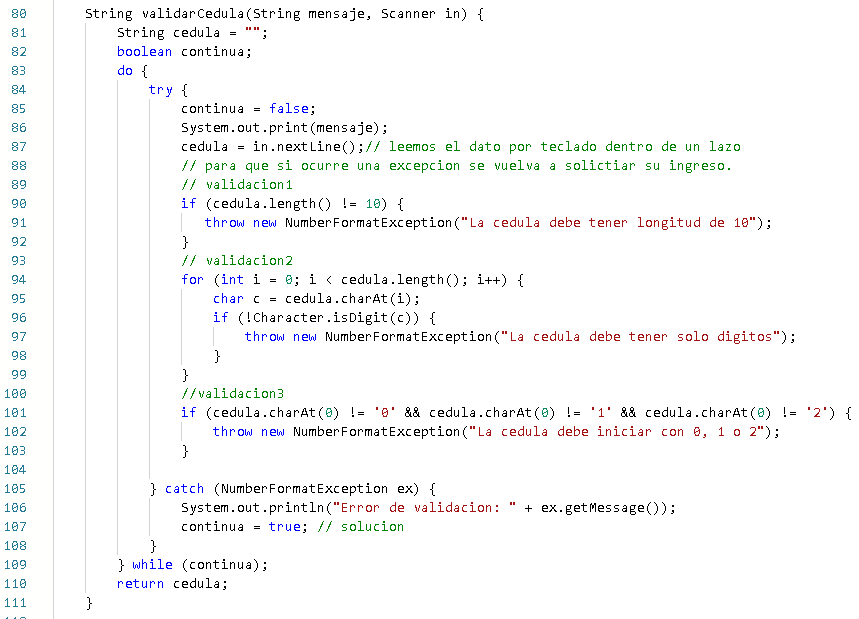 80 String validarCedula(String mensaje, Scanner in) {
81 String cedula = "";
82 boolean continua;
83 do {
84 try {
85 continua = false;
86 System.out.print(mensaje);
87 cedula = in.nextLine();// leemos el dato por teclado dentro de un lazo
88 // para que si ocurre una excepcion se vuelva a solictiar su ingreso.
89 // validacion1
90 if (cedula.length() != 10) {
91 throw new NumberFormatException("La cedula debe tener longitud de 10");
92 }
93 // validacion2
94 for (int i = 0; i < cedula.length(); i++) {
95 char c = cedula.charAt(i);
96 if (!Character.isDigit(c)) {
97 throw new NumberFormatException("La cedula debe tener solo digitos");
98 }
99 }
100 //validacion3
101 if (cedula.charAt(0) != '0' && cedula.charAt(0) != '1' && cedula.charAt(0) != '2') {
102 throw new NumberFormatException("La cedula debe iniciar con 0, 1 o 2");
103 }
104
105 } catch (NumberFormatException ex) {
106 System.out.println("Error de validacion: " + ex.getMessage());
107 continua = true; // solucion
108 }
109 } while (continua);
110 return cedula;
111 }